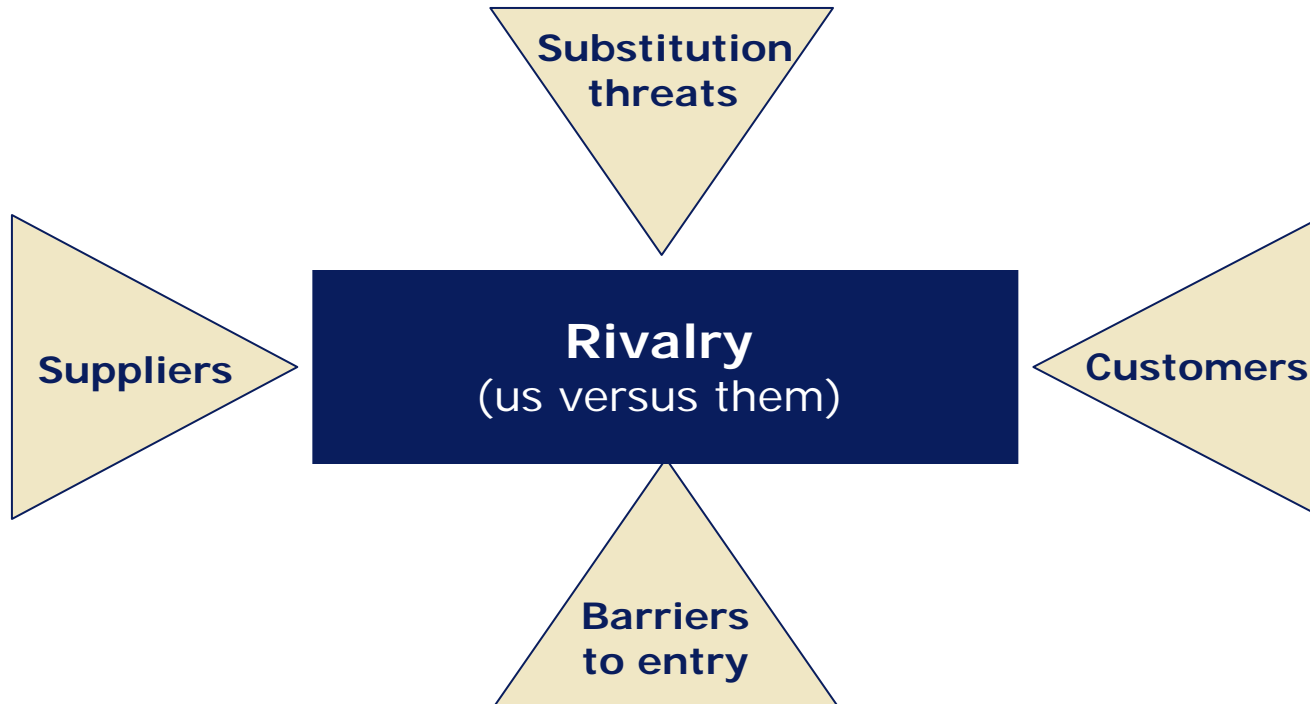 Substitution
threats
Suppliers
Rivalry
(us versus them)
Customers
Barriers
to entry